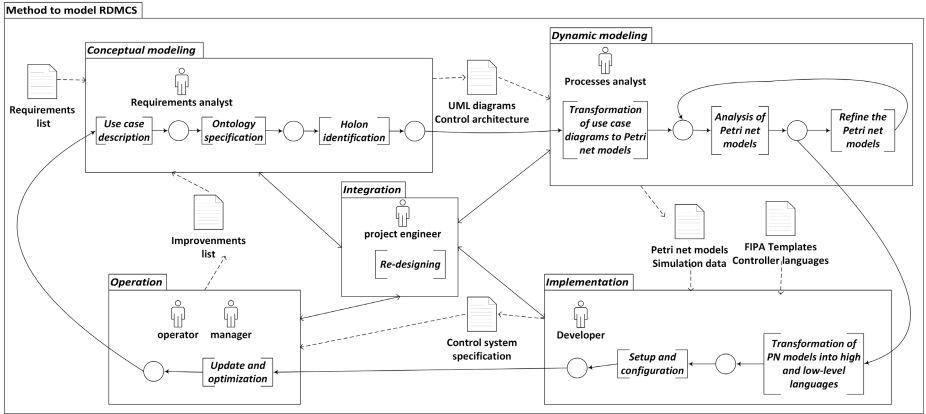 Method to model RDMCS
Conceptual modeling
Requirements
list
Requirements analyst
Use case
description
Ontology
specification
Holon
identification
UML diagrams
Control architecture
Dynamic modeling
Processes analyst
Transformation
of use case
diagrams to Petri
net models
Analysis of
Petri net
models
Refine the
Petri net
models
Integration
project engineer
Re-designing
Improvenments
list
Petri net models
Simulation data
FIPA Templates
Controller languages
Operation
operator
manager
Update and
optimization
Control system
specification
Implementation
Developer
Setup and
configuration
Transformation of
PN models into high
and low-level
languages